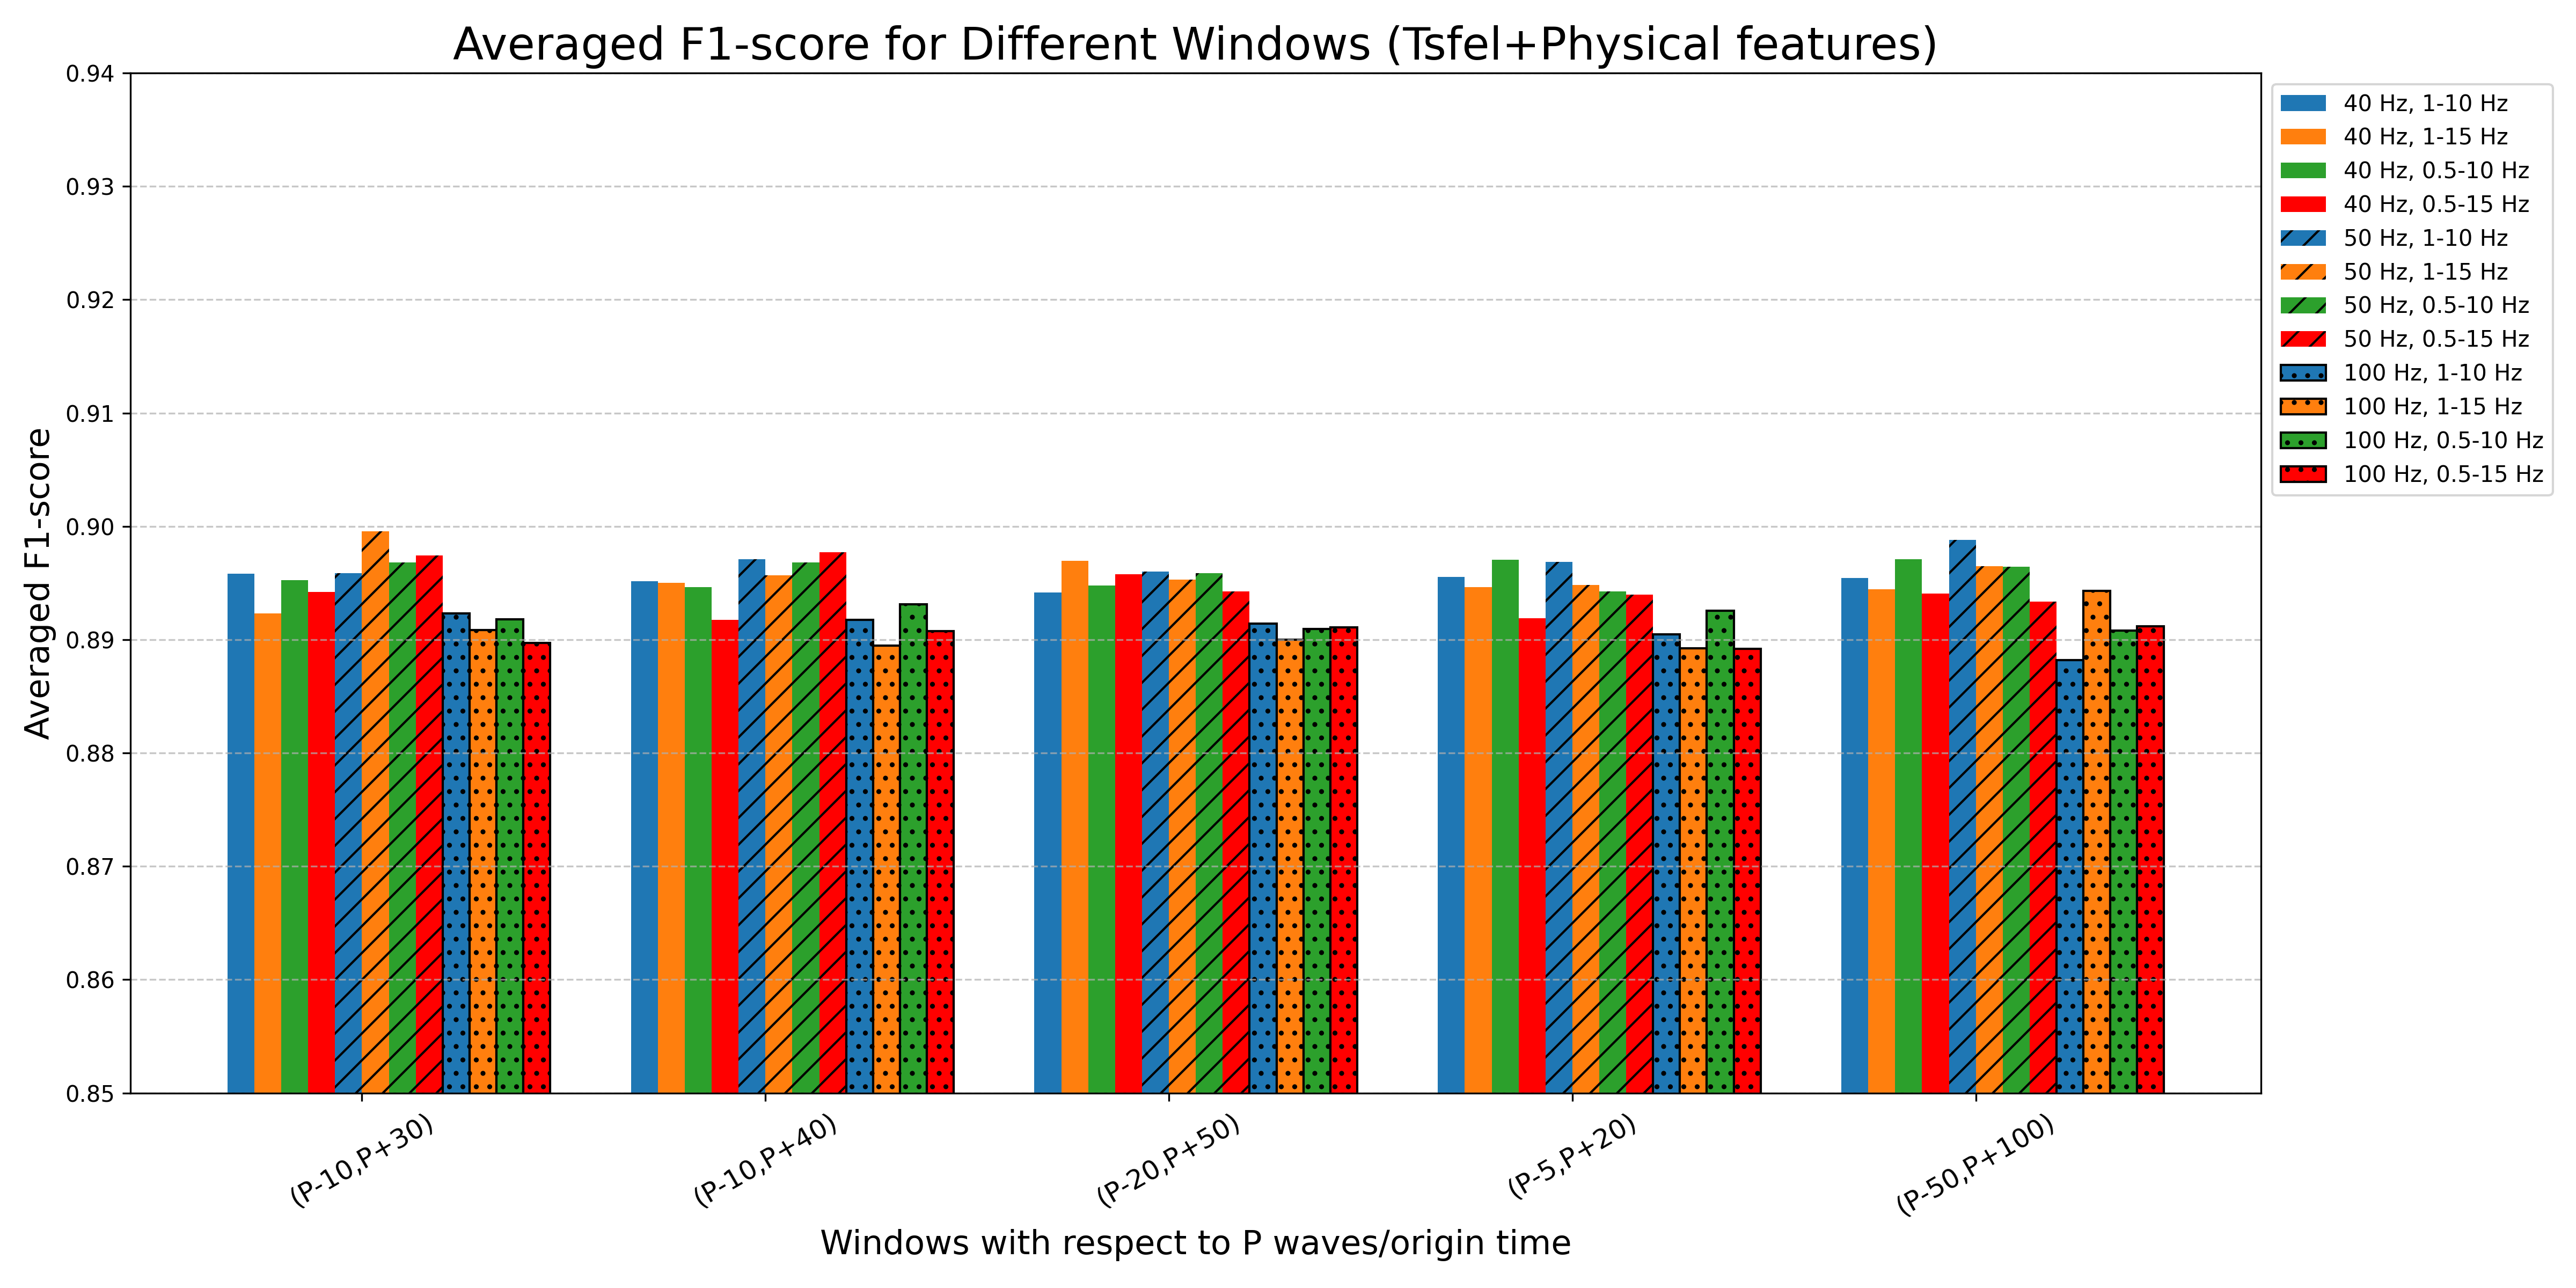 Averaged F1-score for Different Windows (Tsfel+Physical features)
Averaged F1-score
0.94
0.93
0.92
0.91
0.90
0.89
0.88
0.87
0.86
0.85
(P-10,P+30)
(P-10,P+40)
(P-20,P+50)
(P-5,P+20)
(P-50,P+100)
Windows with respect to P waves/origin time
40 Hz, 1-10 Hz
40 Hz, 1-15 Hz
40 Hz, 0.5-10 Hz
40 Hz, 0.5-15 Hz
50 Hz, 1-10 Hz
50 Hz, 1-15 Hz
50 Hz, 0.5-10 Hz
50 Hz, 0.5-15 Hz
100 Hz, 1-10 Hz
100 Hz, 1-15 Hz
100 Hz, 0.5-10 Hz
100 Hz, 0.5-15 Hz